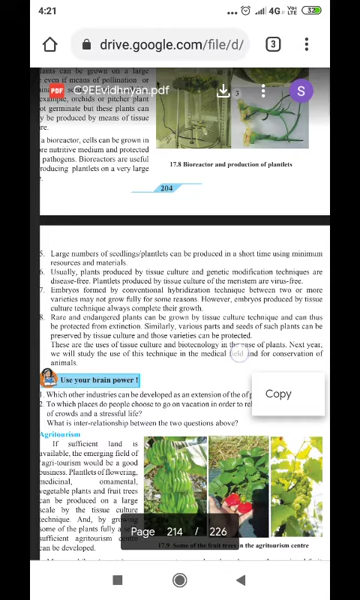 4:21
... 4G VoLTE 32
drive.google.com/file/d/
3
plants can be grown on a large
even if means of pollination or
example, orchids or pitcher plant
not germinate but these plants can
be produced by means of tissue
a bioreactor, cells can be grown in
nutritive medium and protected
pathogens. Bioreactors are useful
producing plantlets on a very large
PDF 9EEvidhnyan.pdf
S
17.8 Bioreactor and production of plantlets
204
5. Large numbers of seedlings/plantlets can be produced in a short time using minimum
resources and materials.
6. Usually, plants produced by tissue culture and genetic modification techniques are
disease-free. Plantlets produced by tissue culture of the meristem are virus-free.
7. Embryos formed by conventional hybridization technique between two or more
varieties may not grow fully for some reasons. However, embryos produced by tissue
culture technique always complete their growth.
8. Rare and endangered plants can be grown by tissue culture technique and can thus
be protected from extinction. Similarly, various parts and seeds of such plants can be
preserved by tissue culture and those varieties can be protected.
These are the uses of tissue culture and biotechnology in the case of plants. Next year,
we will study the use of this technique in the medical field and for conservation of
animals.
Use your brain power !
1. Which other industries can be developed as an extension of the
2. To which places do people choose to go on vacation in order to
of crowds and a stressful life?
What is inter-relationship between the two questions above?
Copy
Agritourism
If sufficient land is
available, the emerging field of
agri-tourism would be a good
business. Plantlets of flowering,
medicinal, ornamental,
vegetable plants and fruit trees
can be produced on a large
scale by the tissue culture
technique. And, by growing
some of the plants fully
sufficient agritourism centre
can be developed.
Page 214 / 226
17.9 Some of the fruit trees in the agritourism centre